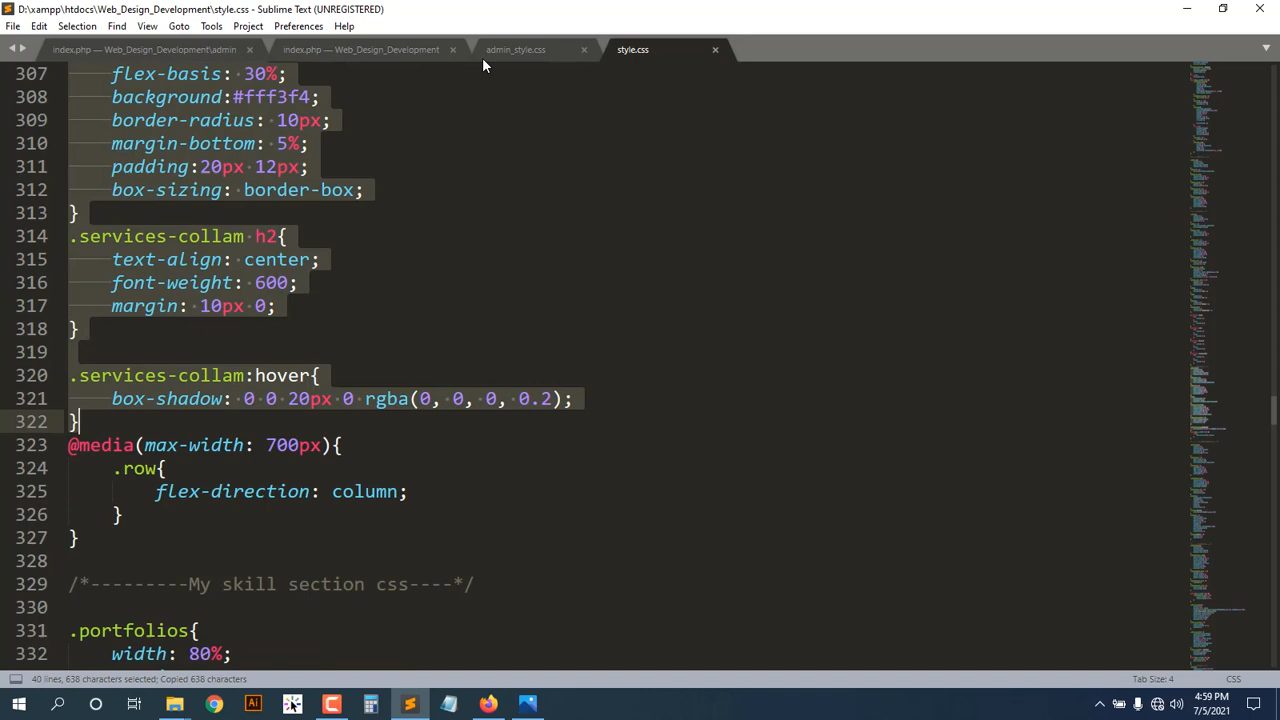 D:\xampp\htdocs\Web_Design_Development\style.css - Sublime Text (UNREGISTERED)
File Edit Selection Find View Goto Tools Project Preferences Help
index.php — Web_Design_Development\admin index.php — Web_Design_Development admin_style.css style.css
307 flex-basis: 30%;
308 background:#fff3f4;
309 border-radius: 10px;
310 margin-bottom: 5%;
311 padding:20px 12px;
312 box-sizing: border-box;
313 }
314 .services-collam h2{
315 text-align: center;
316 font-weight: 600;
317 margin: 10px 0;
318 }
319
320 .services-collam:hover{
321 box-shadow: 0 0 20px 0 rgba(0, 0, 0, 0.2);
322 }
323 @media(max-width: 700px){
324 .row{
325 flex-direction: column;
326 }
327 }
328
329 /*---------My skill section css----*/
330
331 .portfolios{
332 width: 80%;
40 lines, 638 characters selected; Copied 638 characters Tab Size: 4 CSS
Ai
4:59 PM
7/5/2021